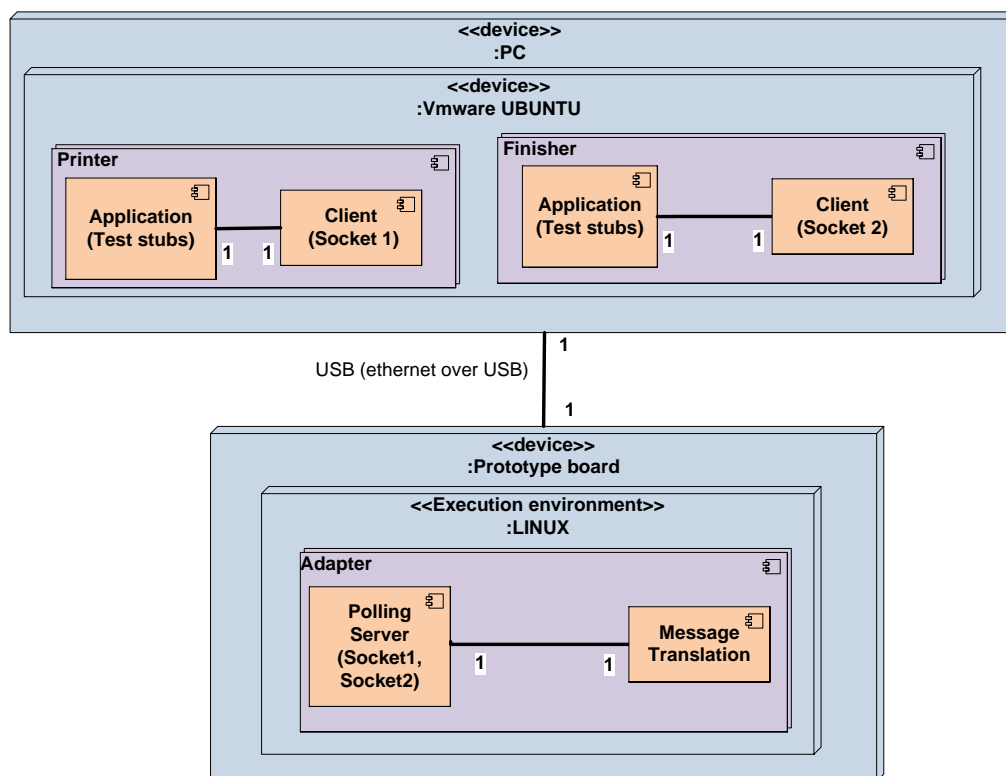 <<device>>
:PC
<<device>>
:Vmware UBUNTU
Printer
Application
(Test stubs)
1
1
Client
(Socket 1)
Finisher
Application
(Test stubs)
1
1
Client
(Socket 2)
1
USB (ethernet over USB)
1
<<device>>
:Prototype board
<<Execution environment>>
:LINUX
Adapter
Polling
Server
(Socket1,
Socket2)
1
1
Message
Translation